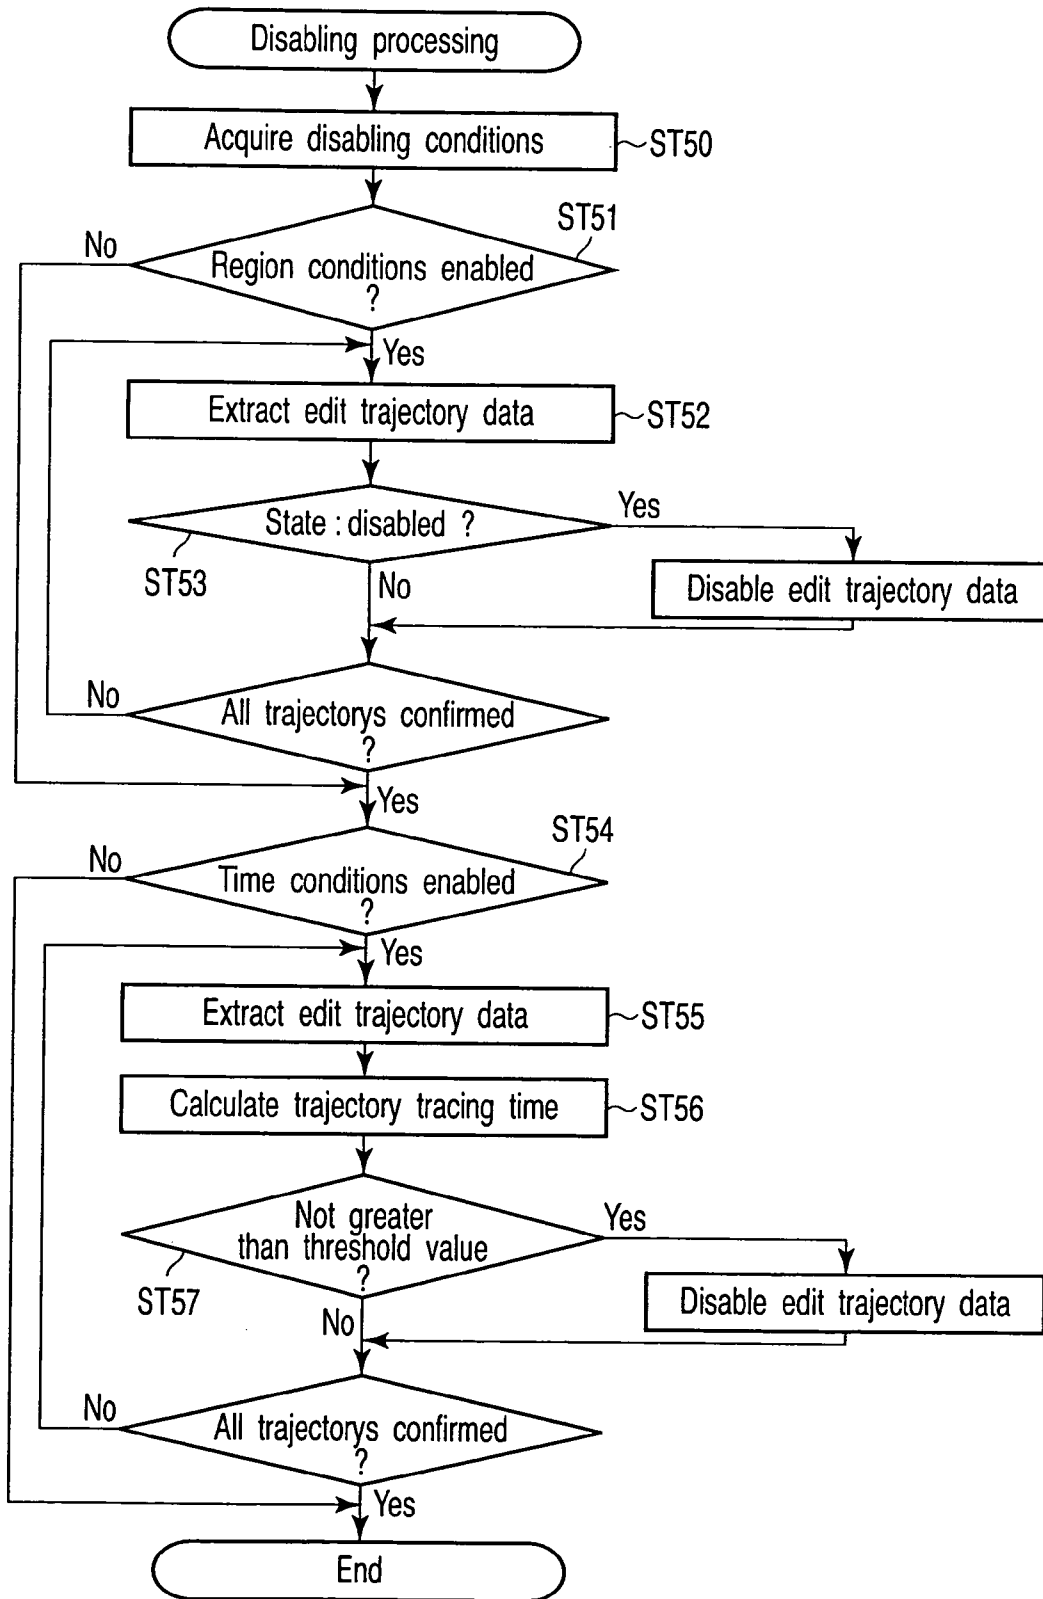 Disabling processing
Acquire disabling conditions
ST50
ST51
No
Region conditions enabled
?
Yes
Extract edit trajectory data
ST52
State : disabled ?
Yes
ST53
No
Disable edit trajectory data
No
All trajectorys confirmed
?
Yes
ST54
No
Time conditions enabled
?
Yes
Extract edit trajectory data
ST55
Calculate trajectory tracing time
ST56
Not greater
than threshold value
?
Yes
ST57
No
Disable edit trajectory data
No
All trajectorys confirmed
?
Yes
End